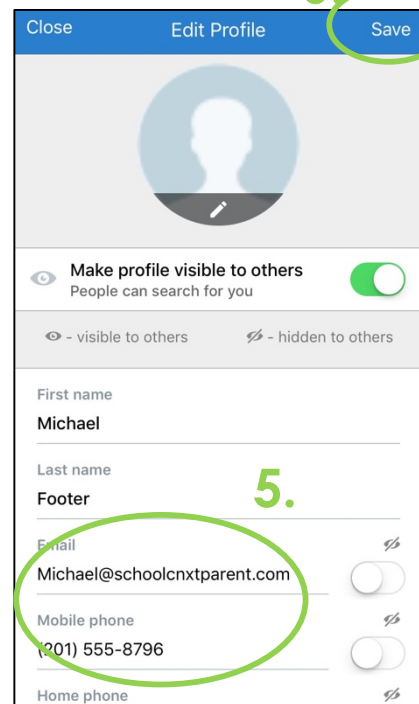 Close Edit Profile Save
Make profile visible to others
People can search for you
- visible to others - hidden to others
First name
Michael
Last name
Footer
5.
Email
Michael@schoolcnxtparent.com
Mobile phone
(201) 555-8796
Home phone